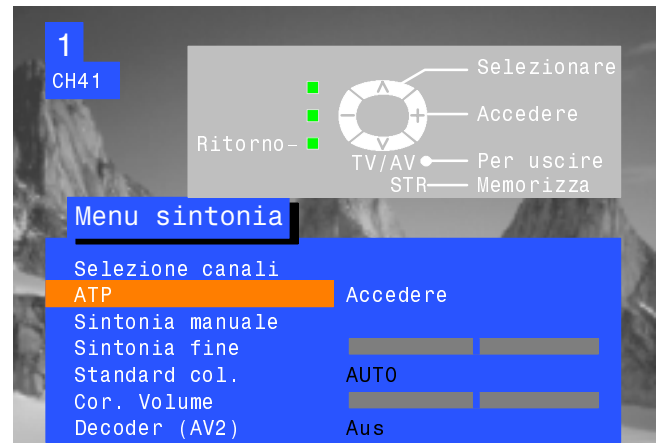 1
CH41
Selezionare
Accedere
Ritorno
TV/AV Per uscire
STR Memorizza
Menu sintonia
Selezione canali
ATP Accedere
Sintonia manuale
Sintonia fine
Standard col. AUTO
Cor. Volume
Decoder (AV2) Aus